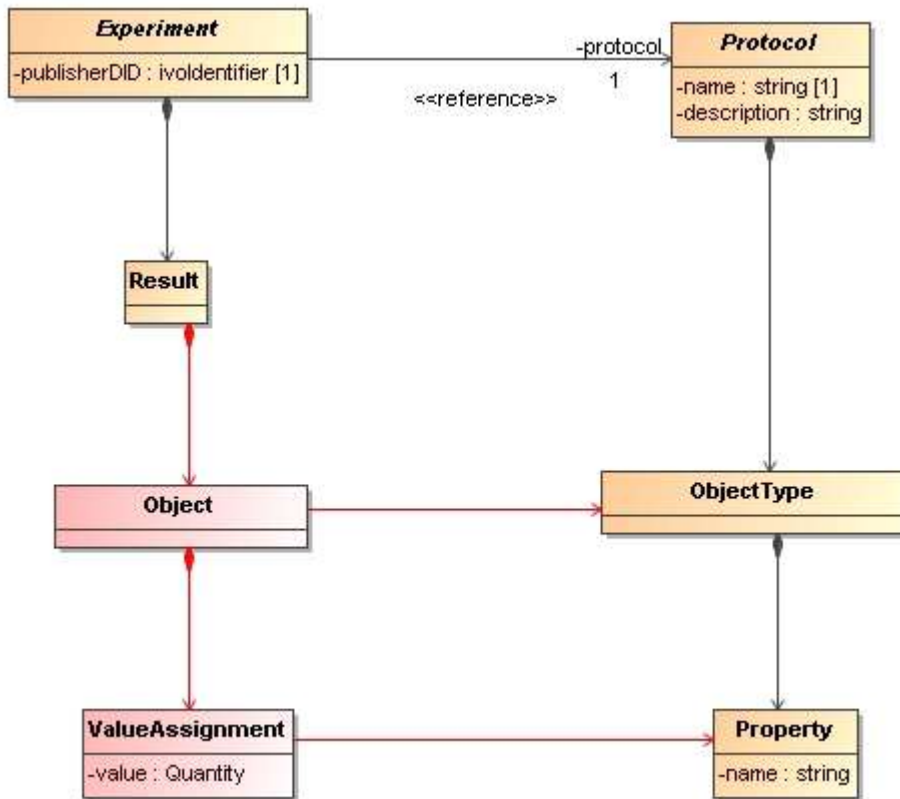 Experiment
-publisherDID : ivoIdentifier [1]
-protocol
1
<<reference>>
Protocol
-name : string [1]
-description : string
Result
Object
ObjectType
ValueAssignment
-value : Quantity
Property
-name : string